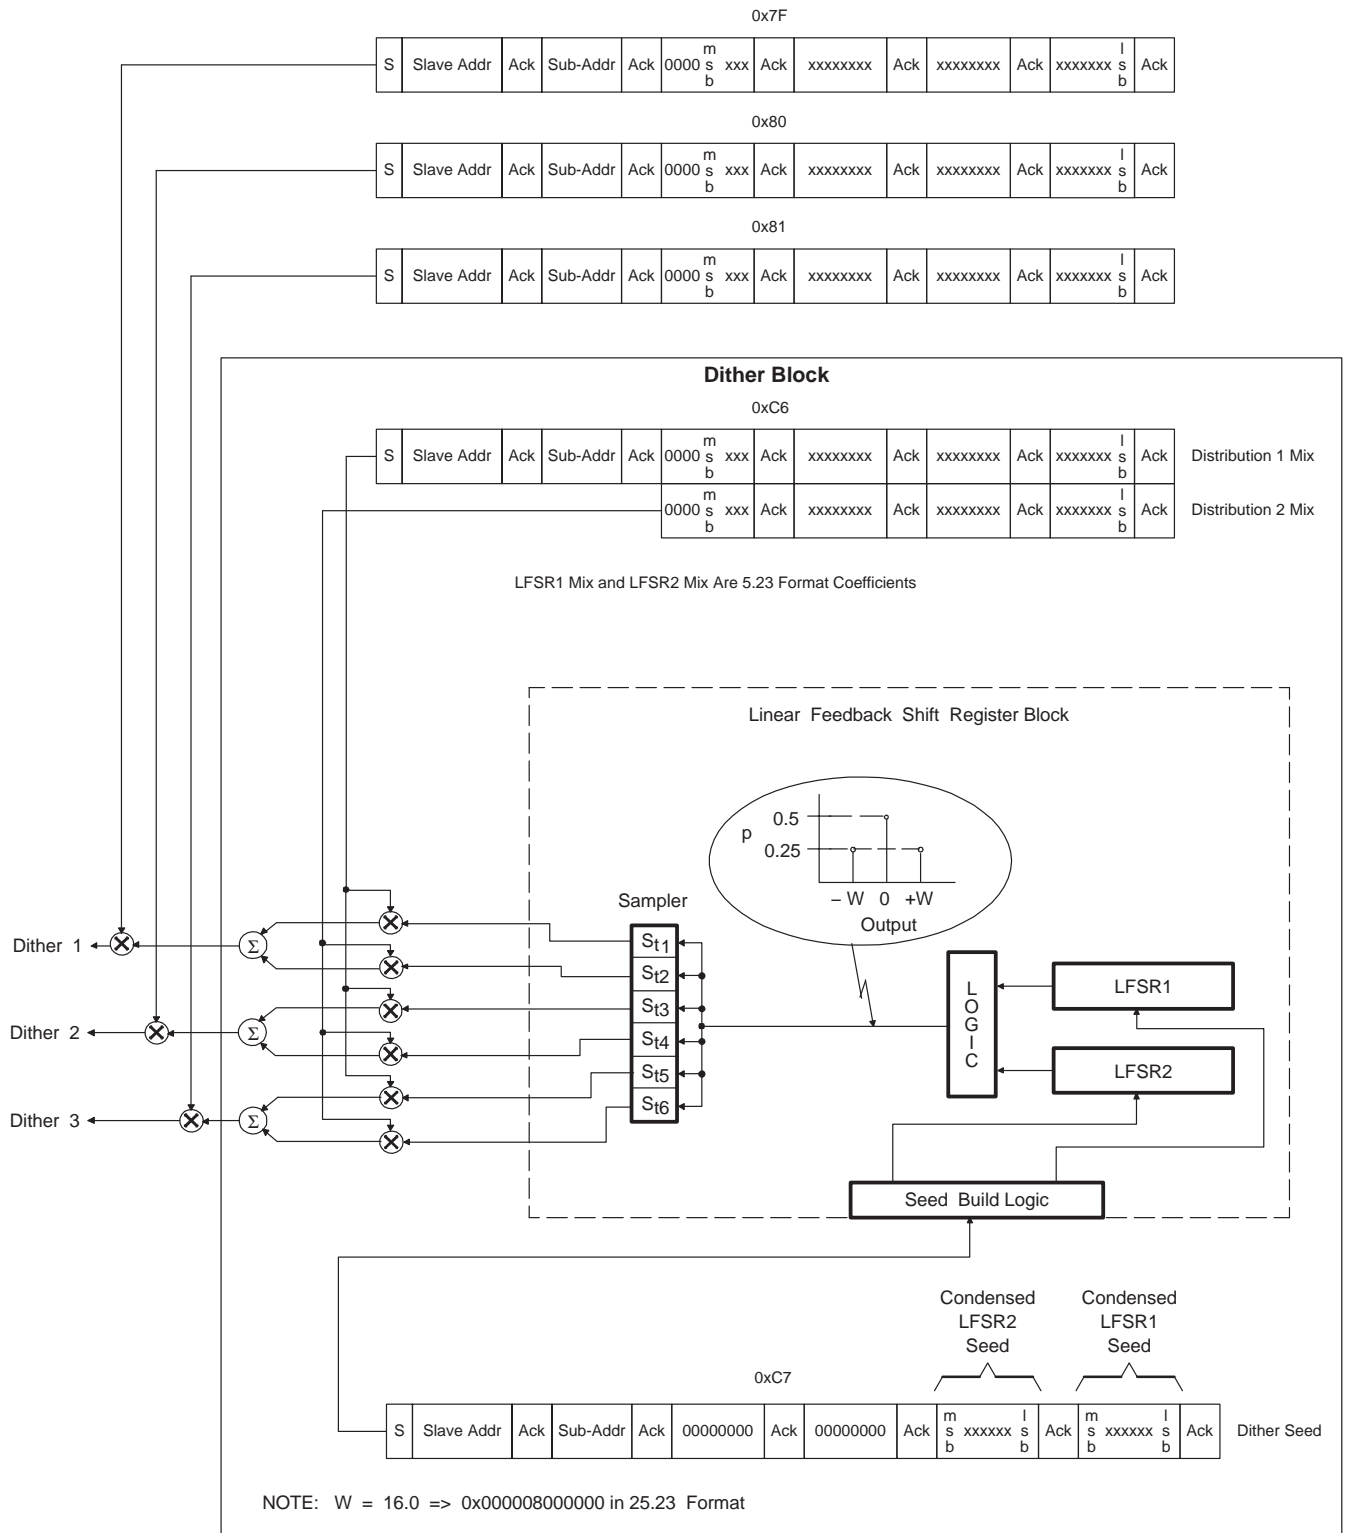 0x7F
S Slave Addr Ack Sub-Addr Ack 0000 msb xxx Ack xxxxxxxx Ack xxxxxxxx Ack xxxxxxx lsb Ack
0x80
S Slave Addr Ack Sub-Addr Ack 0000 msb xxx Ack xxxxxxxx Ack xxxxxxxx Ack xxxxxxx lsb Ack
0x81
S Slave Addr Ack Sub-Addr Ack 0000 msb xxx Ack xxxxxxxx Ack xxxxxxxx Ack xxxxxxx lsb Ack
Dither Block
0xC6
S Slave Addr Ack Sub-Addr Ack 0000 msb xxx Ack xxxxxxxx Ack xxxxxxxx Ack xxxxxxx lsb Ack Distribution 1 Mix
0000 msb xxx Ack xxxxxxxx Ack xxxxxxxx Ack xxxxxxx lsb Ack Distribution 2 Mix
LFSR1 Mix and LFSR2 Mix Are 5.23 Format Coefficients
Linear Feedback Shift Register Block
0.5
p
0.25
– W 0 +W
Output
Sampler
St1
St2
St3
St4
St5
St6
LOGIC
LFSR1
LFSR2
Dither 1
Σ
Dither 2
Σ
Dither 3
Σ
Seed Build Logic
Condensed LFSR2 Seed
Condensed LFSR1 Seed
0xC7
S Slave Addr Ack Sub-Addr Ack 00000000 Ack 00000000 Ack msb xxxxxx lsb Ack msb xxxxxx lsb Ack Dither Seed
NOTE: W = 16.0 => 0x000008000000 in 25.23 Format